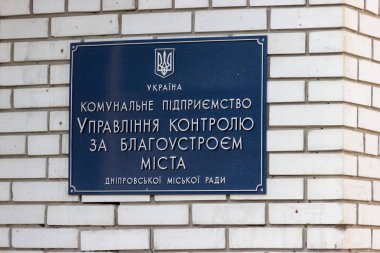 УКРАЇНА
КОМУНАЛЬНЕ ПІДПРИЄМСТВО
УПРАВЛІННЯ КОНТРОЛЮ
ЗА БЛАГОУСТРОЄМ
МІСТА
ДНІПРОВСЬКОЇ МІСЬКОЇ РАДИ